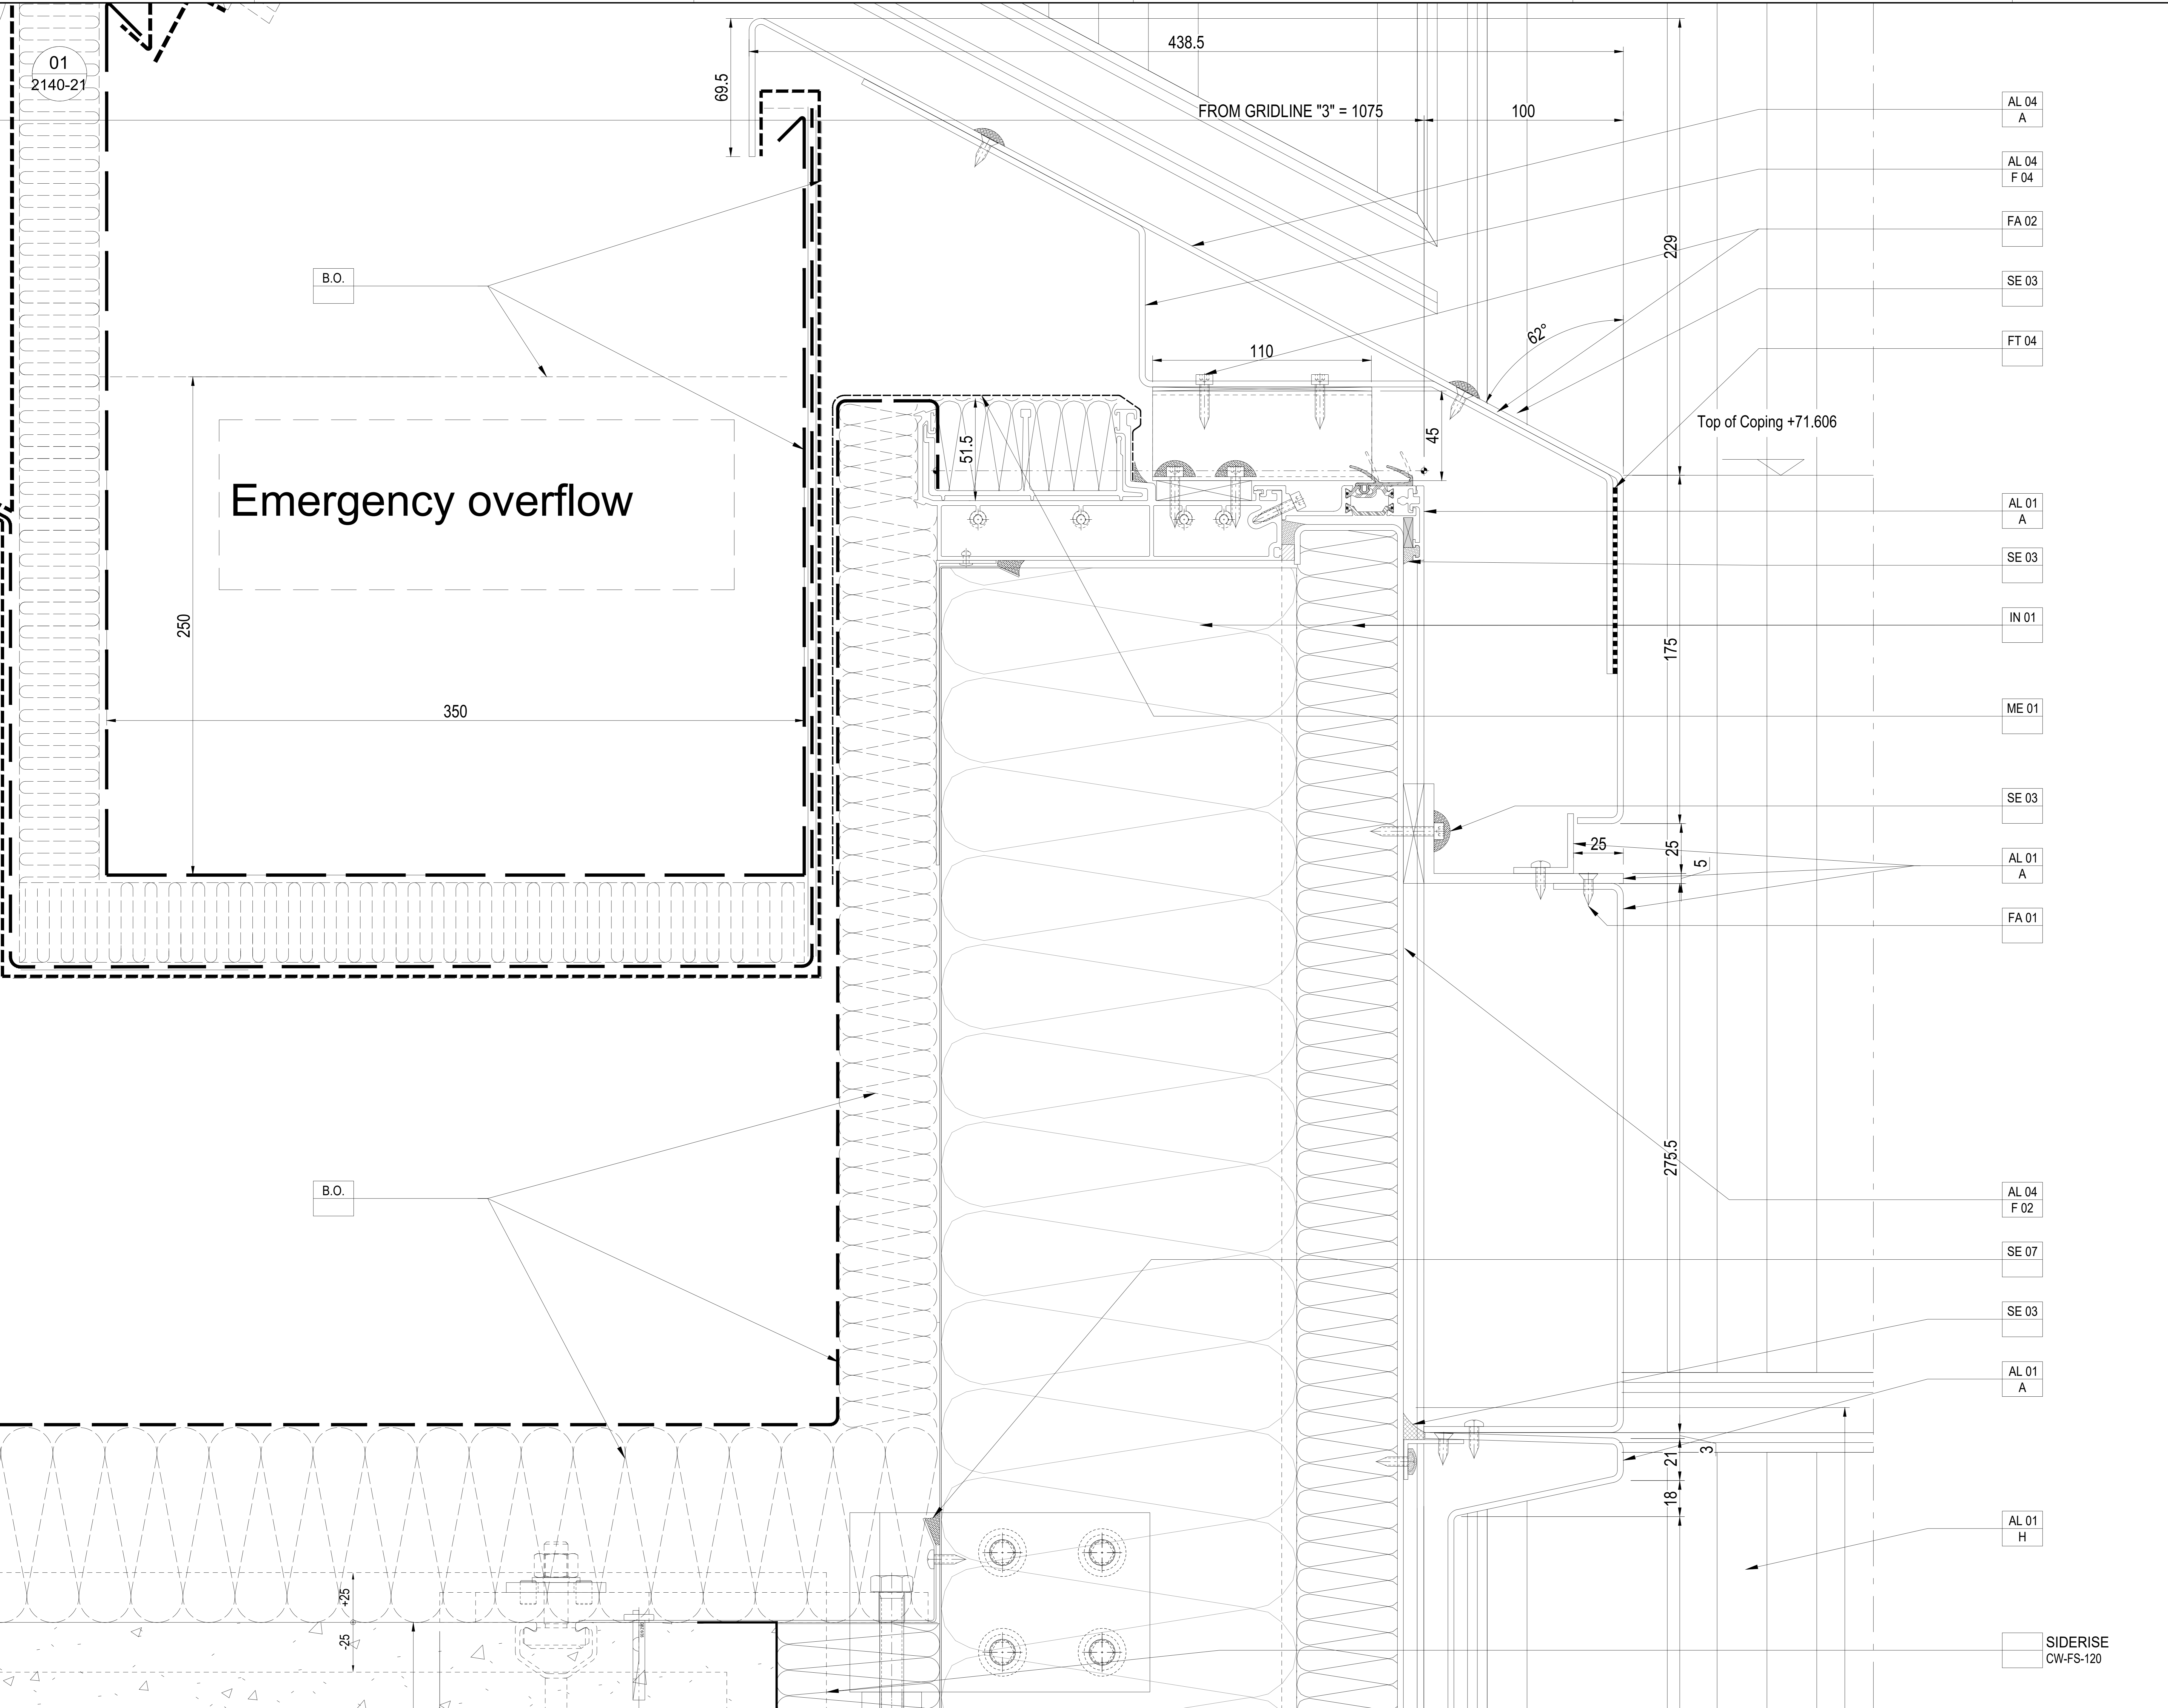 01
2140-21
438.5
69.5
FROM GRIDLINE "3" = 1075
100
AL 04
A
AL 04
F 04
FA 02
B.O.
229
SE 03
62°
FT 04
110
Top of Coping +71.606
45
51.5
Emergency overflow
AL 01
A
SE 03
250
IN 01
175
350
ME 01
SE 03
25
25
5
AL 01
A
FA 01
275.5
B.O.
AL 04
F 02
SE 07
SE 03
AL 01
A
21
3
18
AL 01
H
+25
-25
SIDERISE
CW-FS-120